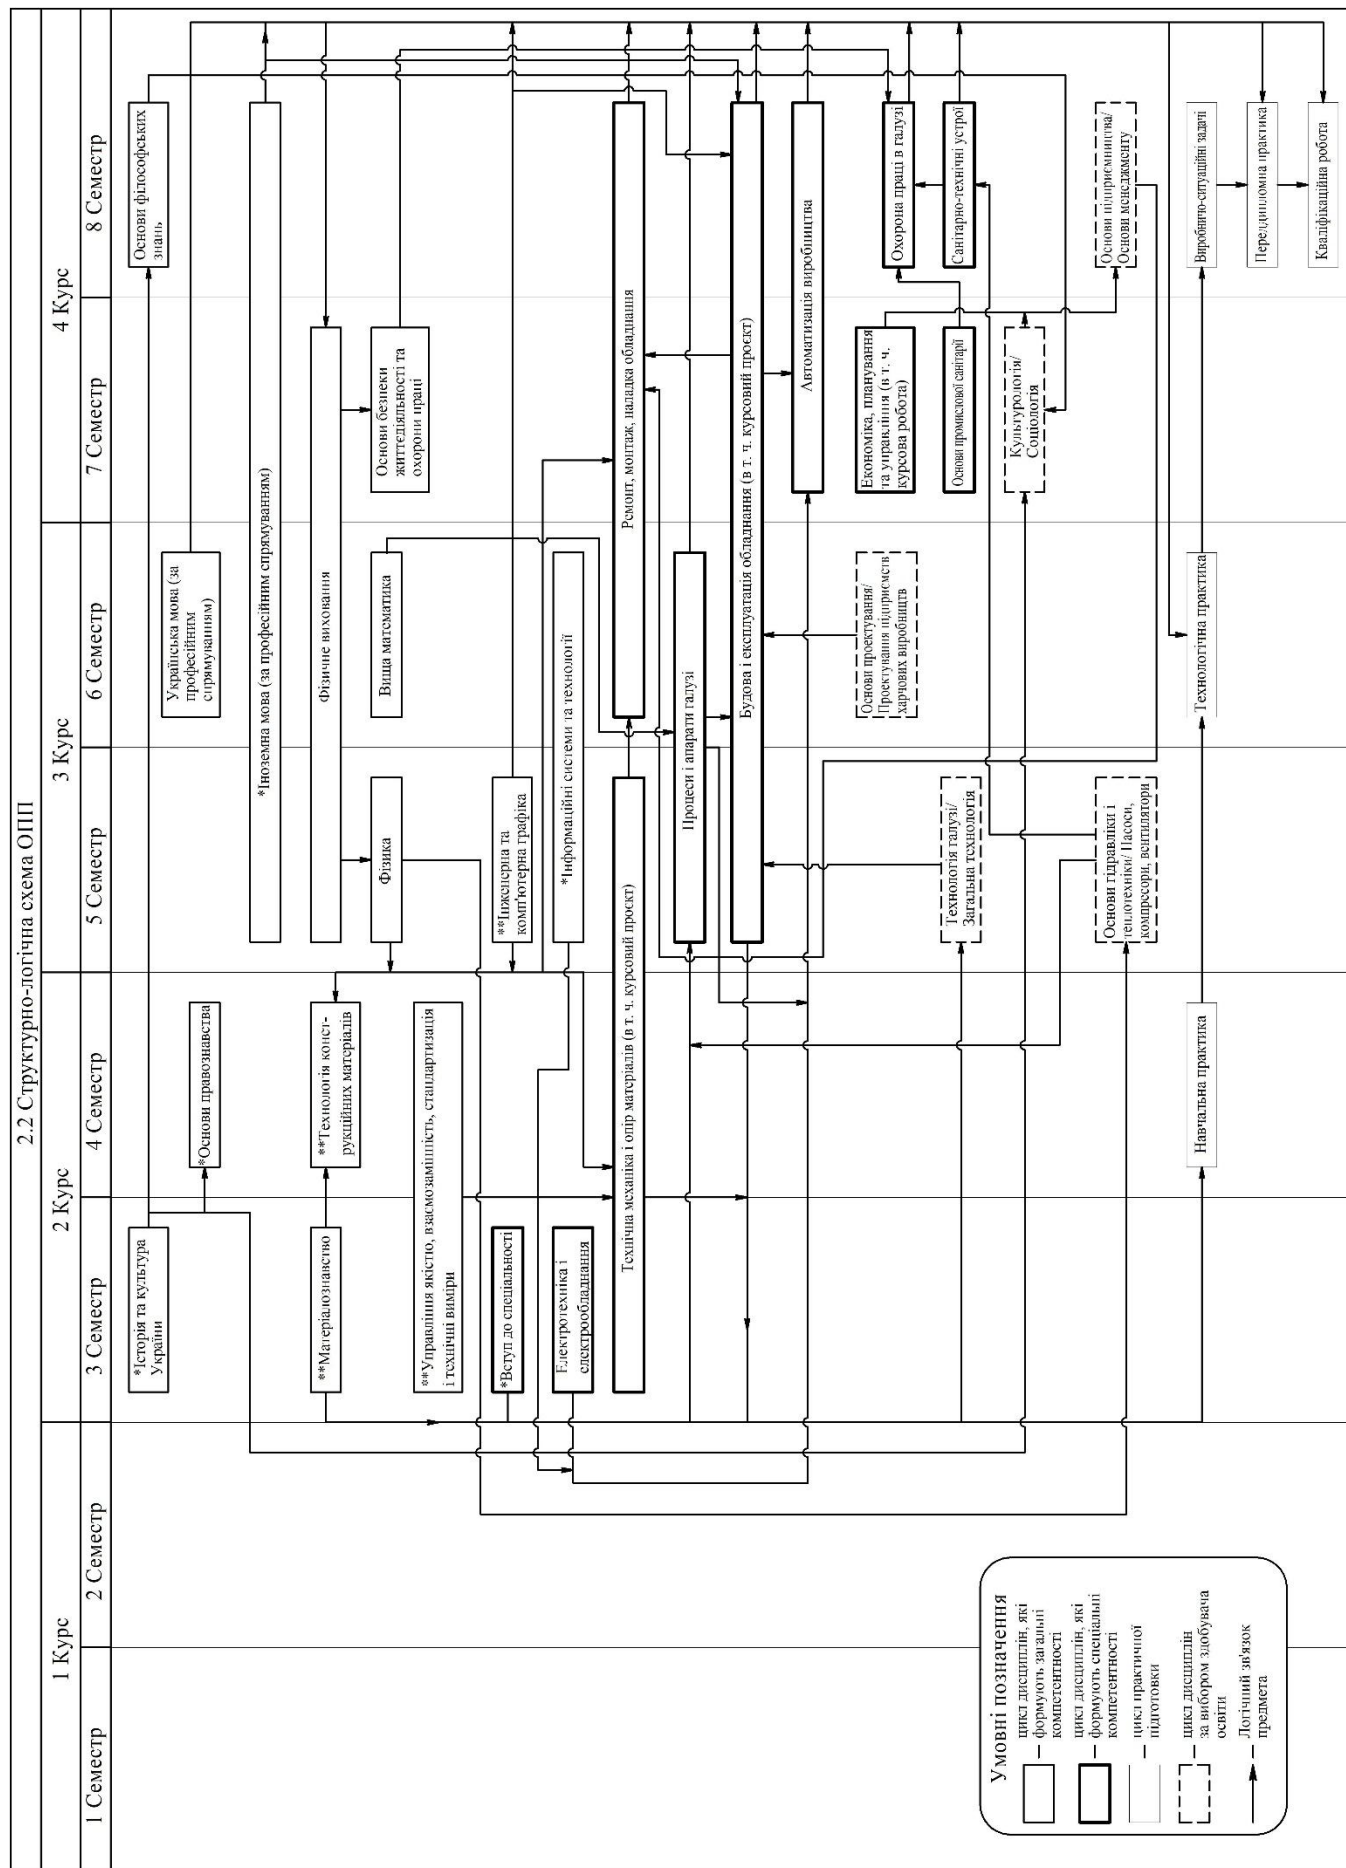 2.2 Структурно-логічна схема ОПП
1 Курс
2 Курс
3 Курс
4 Курс
1 Семестр
2 Семестр
3 Семестр
4 Семестр
5 Семестр
6 Семестр
7 Семестр
8 Семестр
*Історія та культура
України
Основи філософських
знань
*Основи правознавства
Українська мова (за
професійним
спрямуванням)
*Іноземна мова (за професійним спрямуванням)
**Матеріалознавство
**Технологія конст-
рукційних матеріалів
Фізичне виховання
Фізика
Вища математика
Основи безпеки
життєдіяльності та
охорони праці
**Управління якістю, взаємозамінність, стандартизація
і технічні виміри
*Вступ до спеціальності
**Інженерна та
комп'ютерна графіка
Електротехніка і
електрообладнання
*Інформаційні системи та технології
Технічна механіка і опір матеріалів (в т. ч. курсовий проєкт)
Ремонт, монтаж, наладка обладнання
Процеси і апарати галузі
Будова і експлуатація обладнання (в т. ч. курсовий проєкт)
Автоматизація виробництва
Основи проектування/
Проектування підприємств
харчових виробництв
Економіка, планування
та управління (в т. ч.
курсова робота)
Охорона праці в галузі
Технологія галузі/
Загальна технологія
Основи промислової санітарії
Санітарно-технічні устрої
Культурологія/
Соціологія
Основи гідравліки і
теплотехніки/ Насоси,
компресори, вентилятори
Основи підприємництва/
Основи менеджменту
Навчальна практика
Технологічна практика
Виробничо-ситуаційні задачі
Переддипломна практика
Кваліфікаційна робота
Умовні позначення
цикл дисциплін, які
формують загальні
компетентності
цикл дисциплін, які
формують спеціальні
компетентності
цикл практичної
підготовки
цикл дисциплін
за вибором здобувача
освіти
Логічний зв'язок
предмета